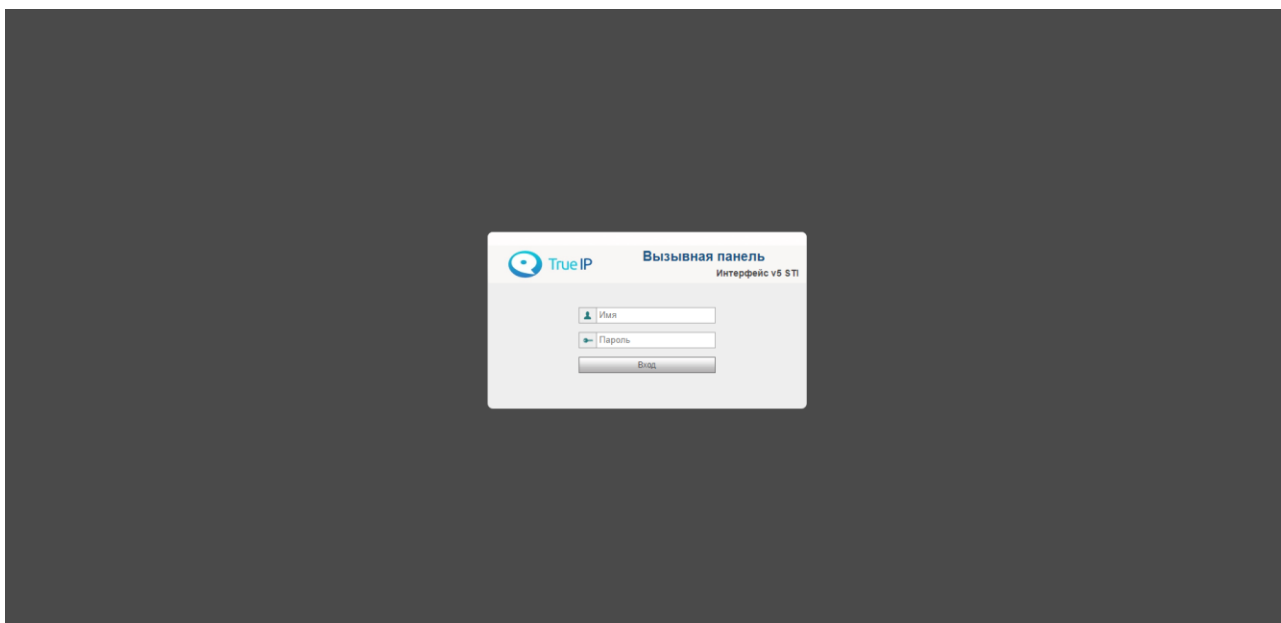 True IP
Вызывная панель
Интерфейс v5 STI
Имя
Пароль
Вход